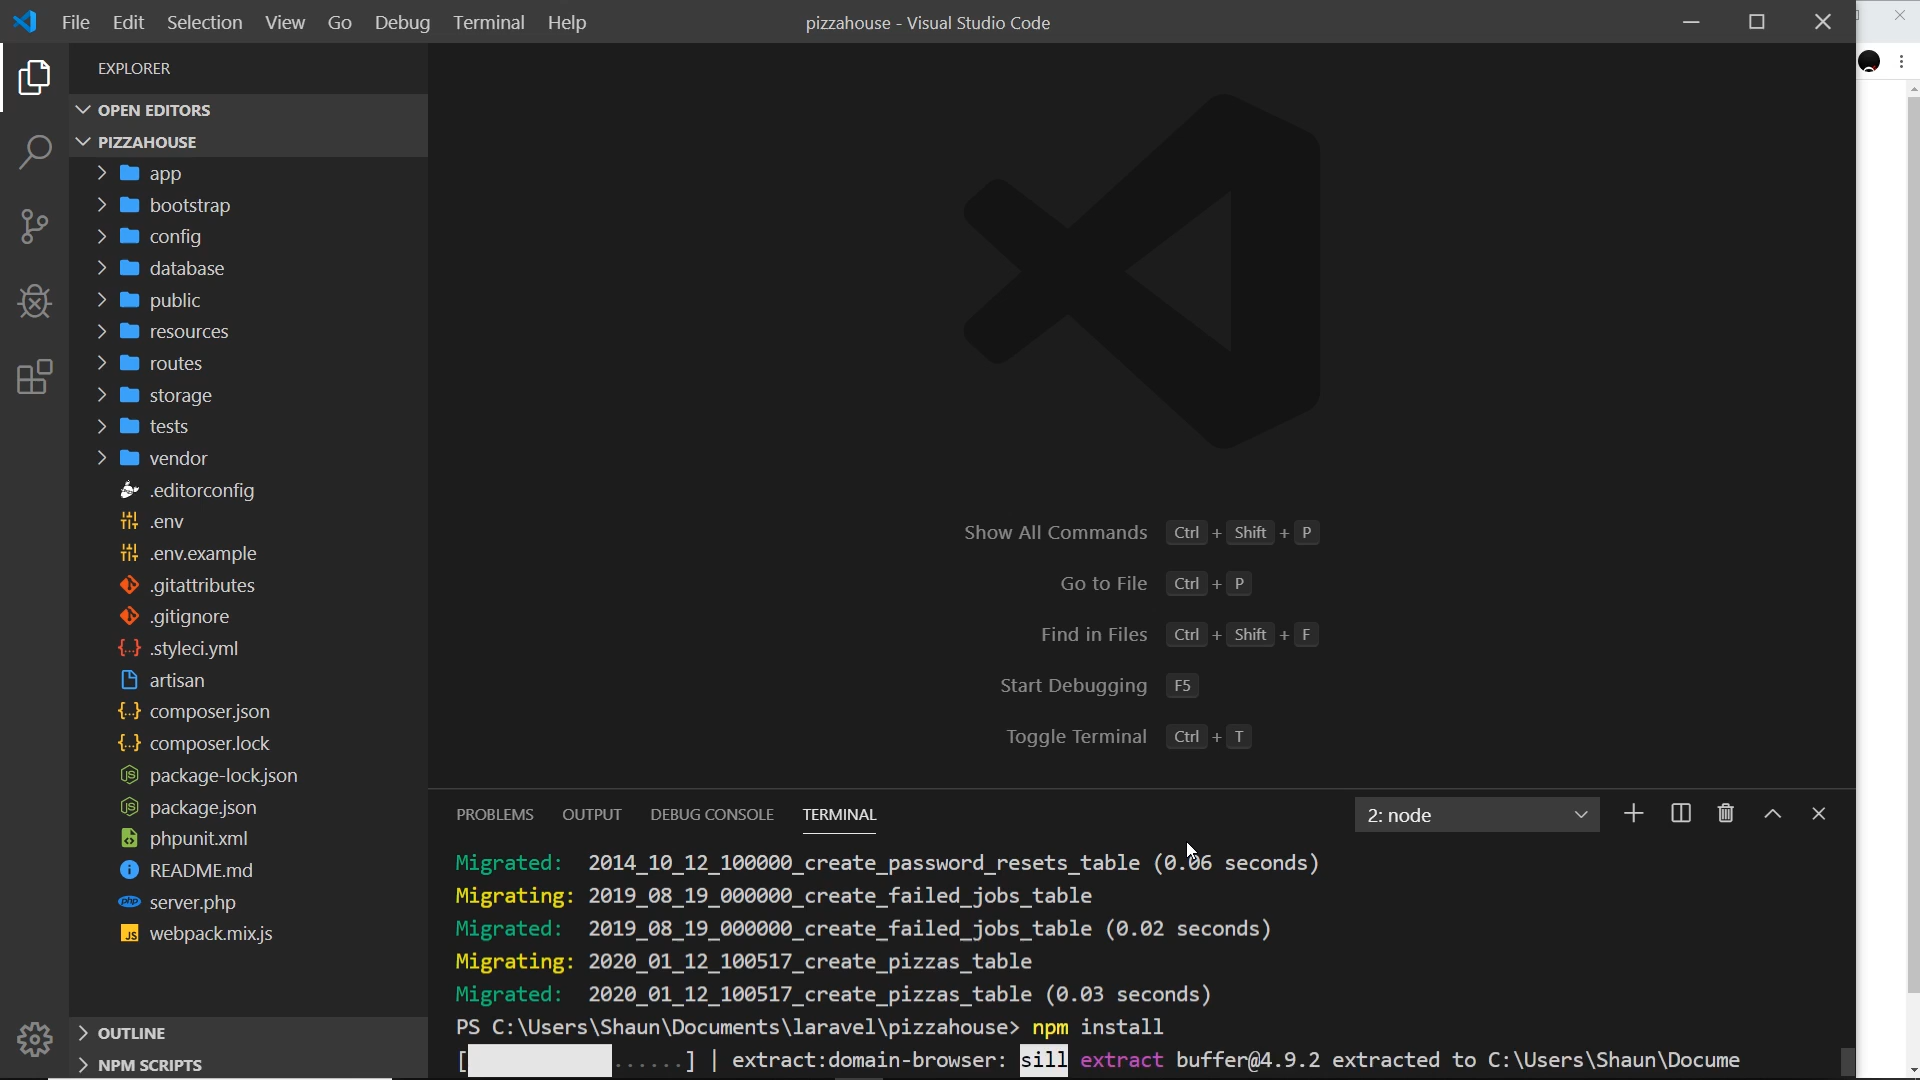 File Edit Selection View Go Debug Terminal Help pizzahouse - Visual Studio Code
EXPLORER
OPEN EDITORS
PIZZAHOUSE
app
bootstrap
config
database
public
resources
routes
storage
tests
vendor
.editorconfig
.env
.env.example
.gitattributes
.gitignore
.styleci.yml
artisan
composer.json
composer.lock
package-lock.json
package.json
phpunit.xml
README.md
server.php
webpack.mix.js
OUTLINE
NPM SCRIPTS
Show All Commands Ctrl + Shift + P
Go to File Ctrl + P
Find in Files Ctrl + Shift + F
Start Debugging F5
Toggle Terminal Ctrl + T
PROBLEMS OUTPUT DEBUG CONSOLE TERMINAL 2: node
Migrated: 2014_10_12_100000_create_password_resets_table (0.06 seconds)
Migrating: 2019_08_19_000000_create_failed_jobs_table
Migrated: 2019_08_19_000000_create_failed_jobs_table (0.02 seconds)
Migrating: 2020_01_12_100517_create_pizzas_table
Migrated: 2020_01_12_100517_create_pizzas_table (0.03 seconds)
PS C:\Users\Shaun\Documents\laravel\pizzahouse> npm install
[ ......] | extract:domain-browser: sill extract buffer@4.9.2 extracted to C:\Users\Shaun\Docume